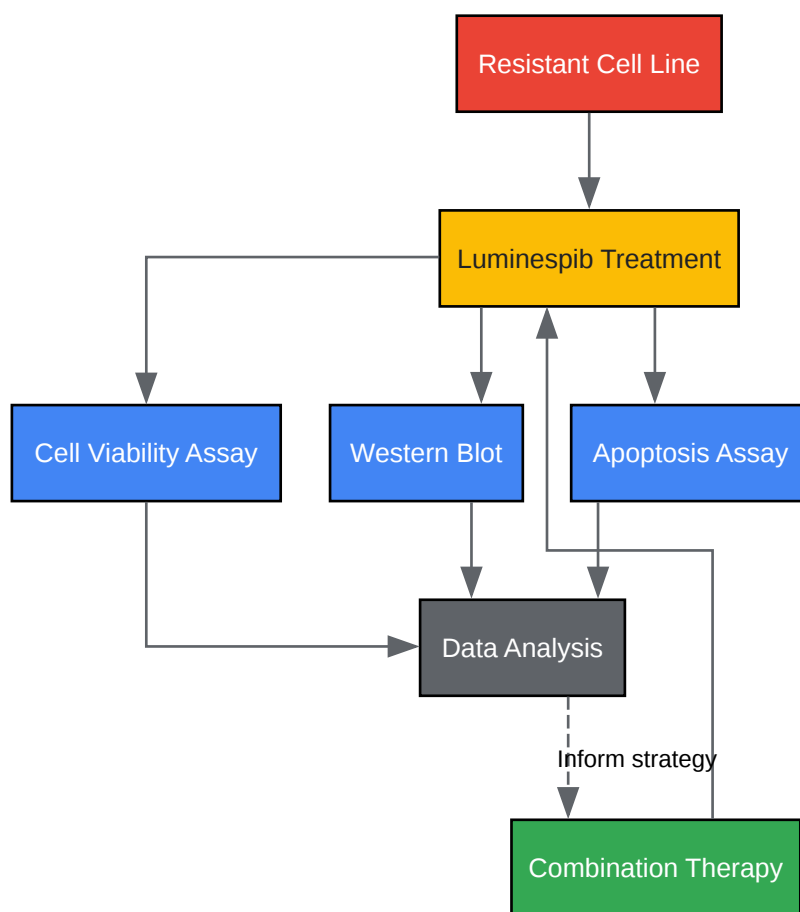 Resistant Cell Line
Luminespib Treatment
Cell Viability Assay
Western Blot
Apoptosis Assay
Data Analysis
Inform strategy
Combination Therapy